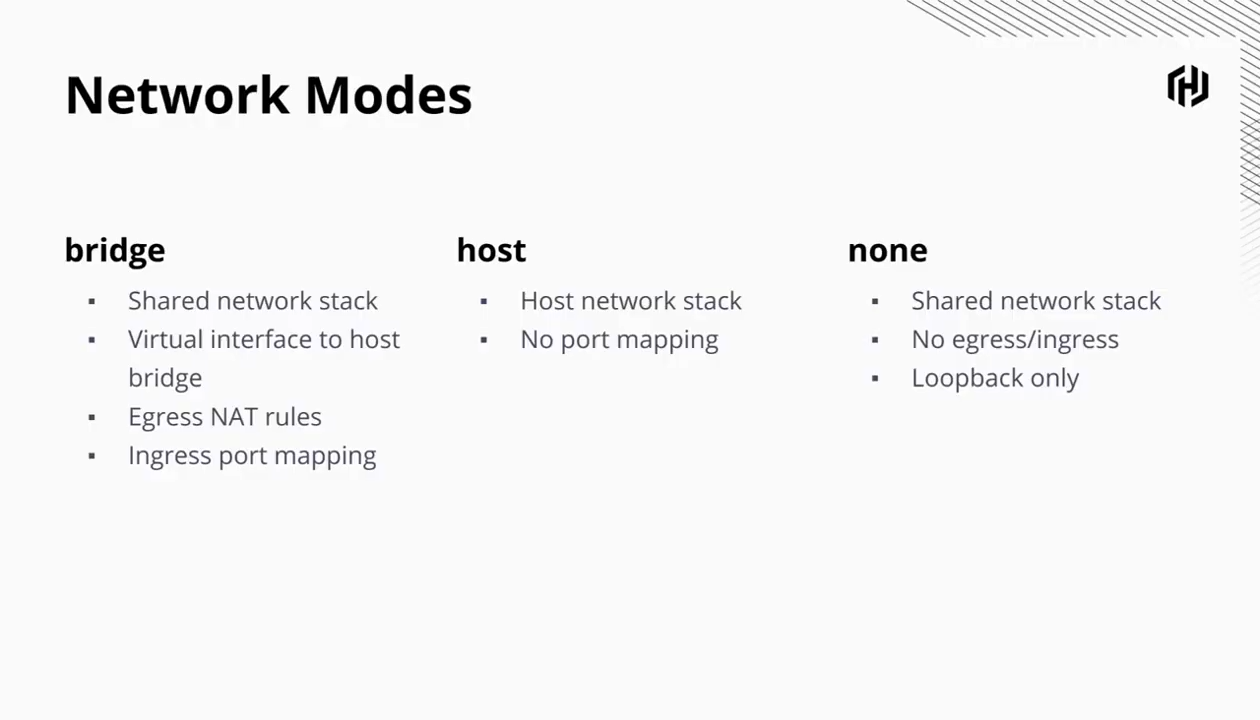 Network Modes
bridge
▪ Shared network stack
▪ Virtual interface to host
bridge
▪ Egress NAT rules
▪ Ingress port mapping
host
▪ Host network stack
▪ No port mapping
none
▪ Shared network stack
▪ No egress/ingress
▪ Loopback only